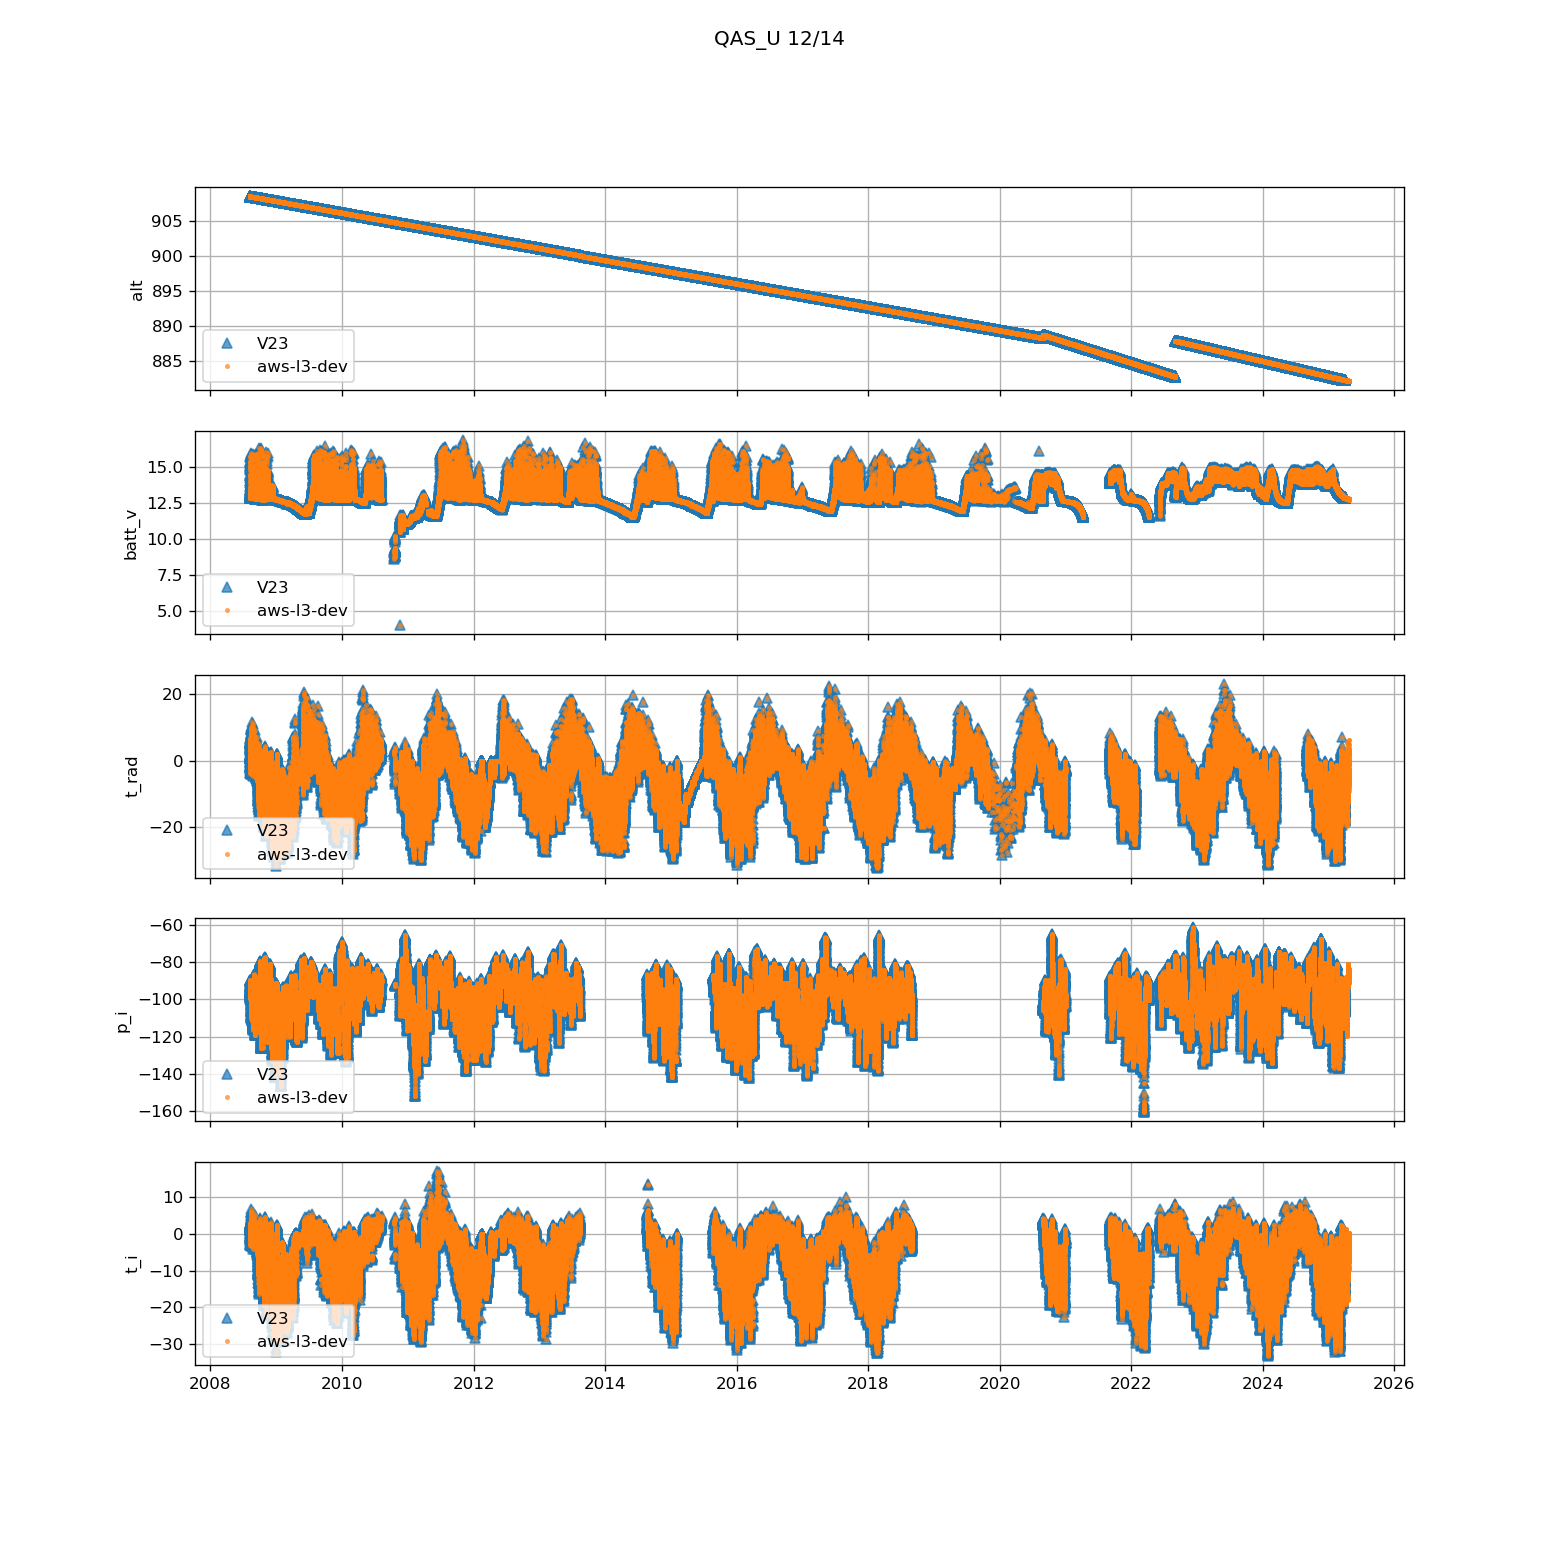 QAS_U 12/14
905
900
895
890
885
alt
V23
aws-l3-dev
15.0
12.5
10.0
7.5
5.0
batt_v
V23
aws-l3-dev
20
0
−20
t_rad
V23
aws-l3-dev
−60
−80
−100
−120
−140
−160
p_i
V23
aws-l3-dev
10
0
−10
−20
−30
t_i
V23
aws-l3-dev
2008 2010 2012 2014 2016 2018 2020 2022 2024 2026